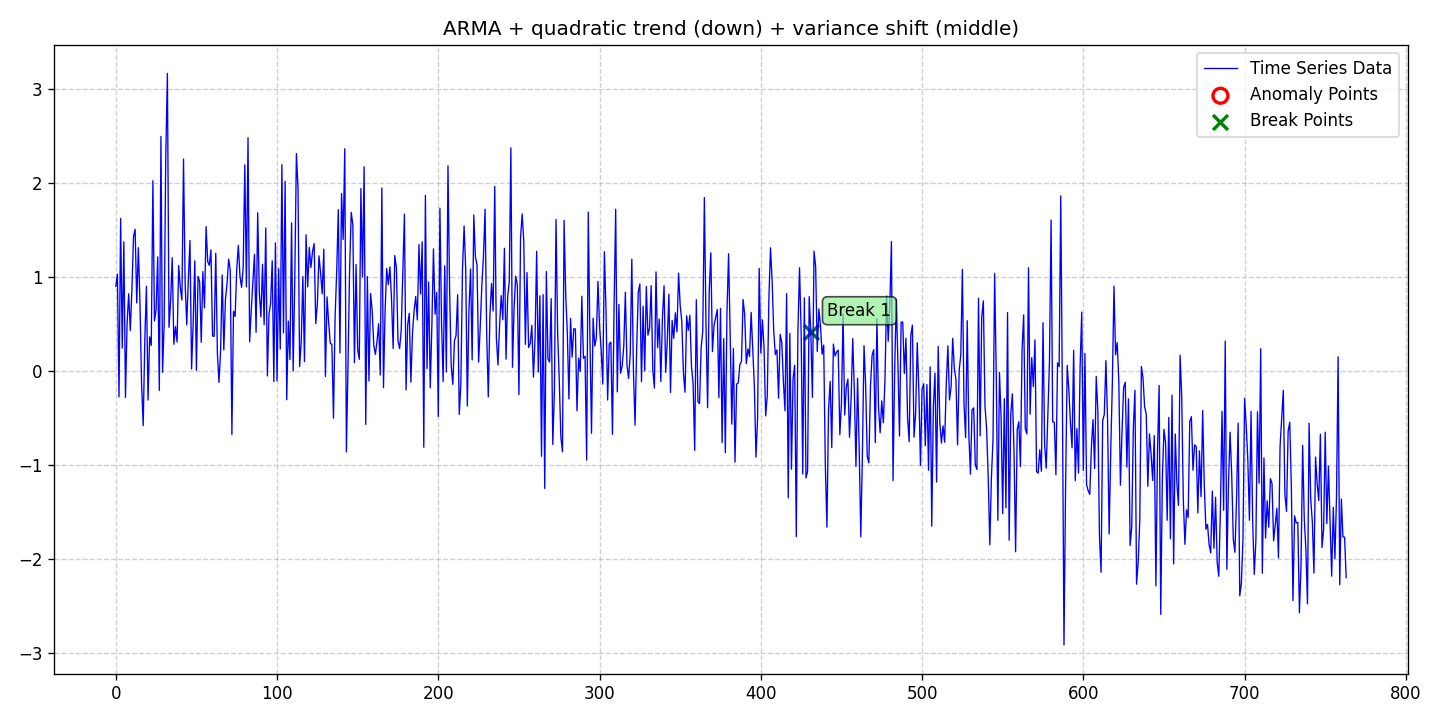 ARMA + quadratic trend (down) + variance shift (middle)
Time Series Data
Anomaly Points
Break Points
Break 1
3
2
1
0
−1
−2
−3
0 100 200 300 400 500 600 700 800